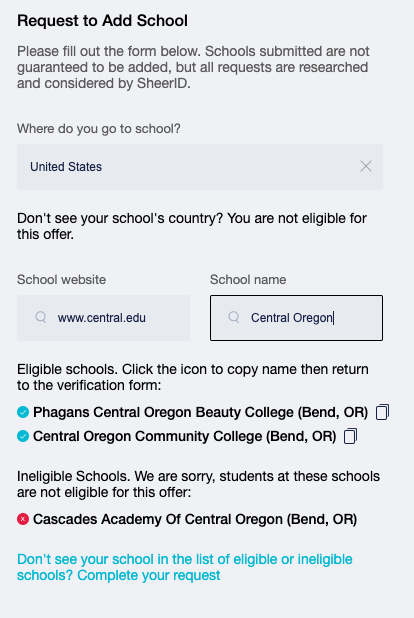 Request to Add School
Please fill out the form below. Schools submitted are not
guaranteed to be added, but all requests are researched
and considered by SheerID.
Where do you go to school?
United States
Don't see your school's country? You are not eligible for
this offer.
School website
School name
www.central.edu
Central Oregon
Eligible schools. Click the icon to copy name then return
to the verification form:
Phagans Central Oregon Beauty College (Bend, OR)
Central Oregon Community College (Bend, OR)
Ineligible Schools. We are sorry, students at these schools
are not eligible for this offer:
Cascades Academy Of Central Oregon (Bend, OR)
Don't see your school in the list of eligible or ineligible
schools? Complete your request